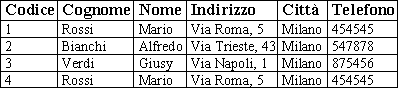 Codice Cognome Nome Indirizzo Città Telefono
1 Rossi Mario Via Roma, 5 Milano 454545
2 Bianchi Alfredo Via Trieste, 43 Milano 547878
3 Verdi Giusy Via Napoli, 1 Milano 875456
4 Rossi Mario Via Roma, 5 Milano 454545